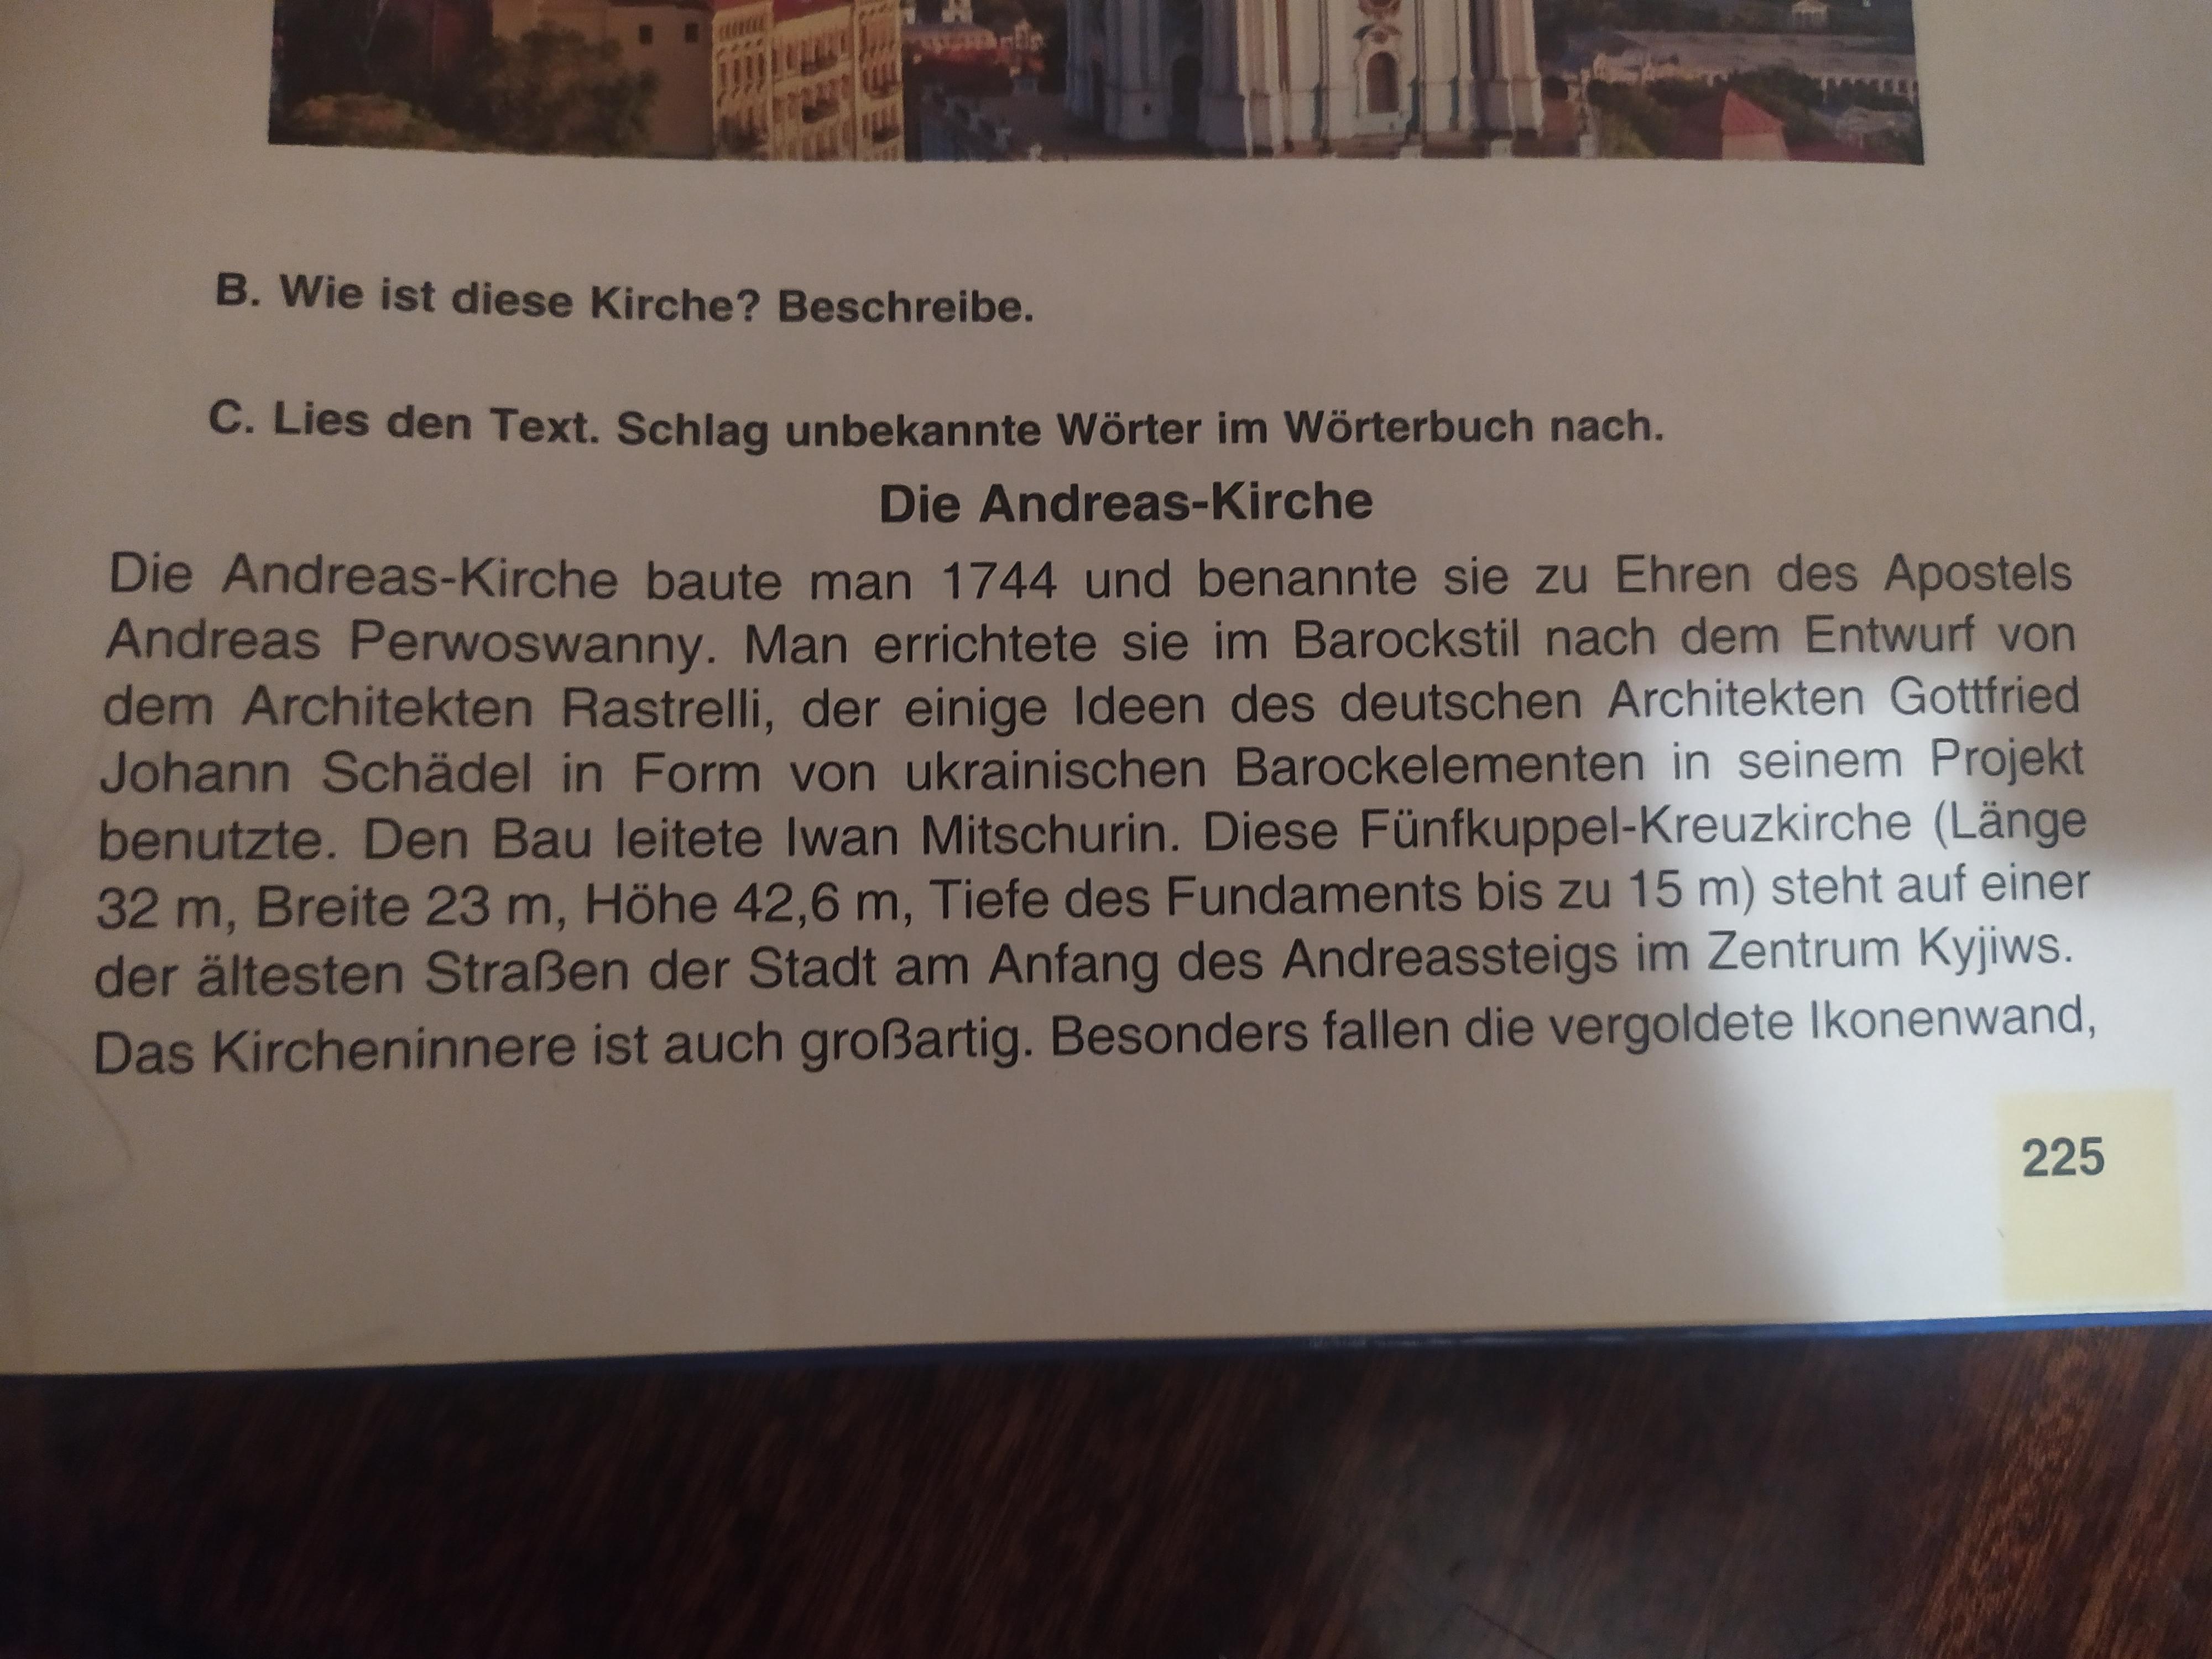 B. Wie ist diese Kirche? Beschreibe.
C. Lies den Text. Schlag unbekannte Wörter im Wörterbuch nach.
Die Andreas-Kirche
Die Andreas-Kirche baute man 1744 und benannte sie zu Ehren des Apostels
Andreas Perwoswanny. Man errichtete sie im Barockstil nach dem Entwurf von
dem Architekten Rastrelli, der einige Ideen des deutschen Architekten Gottfried
Johann Schädel in Form von ukrainischen Barockelementen in seinem Projekt
benutzte. Den Bau leitete Iwan Mitschurin. Diese Fünfkuppel-Kreuzkirche (Länge
32 m, Breite 23 m, Höhe 42,6 m, Tiefe des Fundaments bis zu 15 m) steht auf einer
der ältesten Straßen der Stadt am Anfang des Andreassteigs im Zentrum Kyjiws.
Das Kircheninnere ist auch großartig. Besonders fallen die vergoldete Ikonenwand,
225